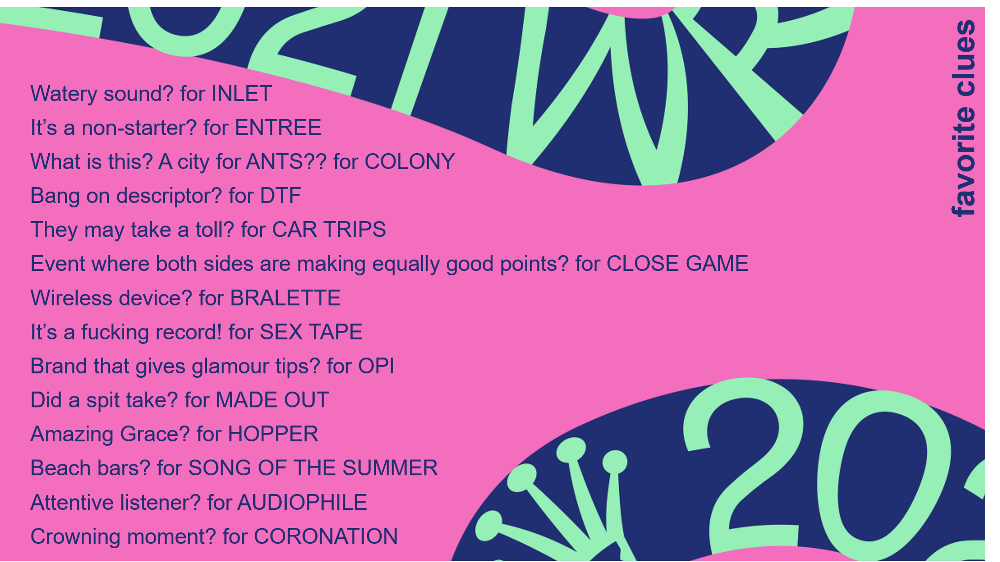 favorite clues
Watery sound? for INLET
It’s a non-starter? for ENTREE
What is this? A city for ANTS?? for COLONY
Bang on descriptor? for DTF
They may take a toll? for CAR TRIPS
Event where both sides are making equally good points? for CLOSE GAME
Wireless device? for BRALETTE
It’s a fucking record! for SEX TAPE
Brand that gives glamour tips? for OPI
Did a spit take? for MADE OUT
Amazing Grace? for HOPPER
Beach bars? for SONG OF THE SUMMER
Attentive listener? for AUDIOPHILE
Crowning moment? for CORONATION
20